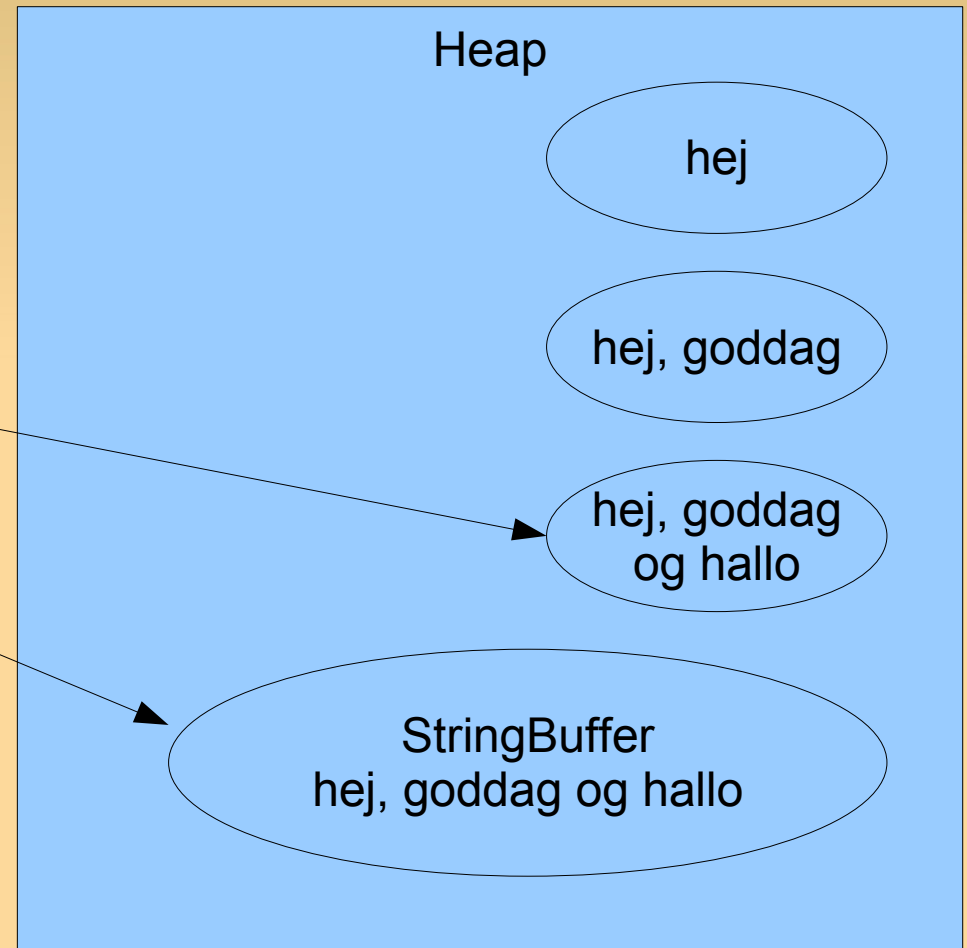 Heap
hej
hej, goddag
hej, goddag
og hallo
StringBuffer
hej, goddag og hallo